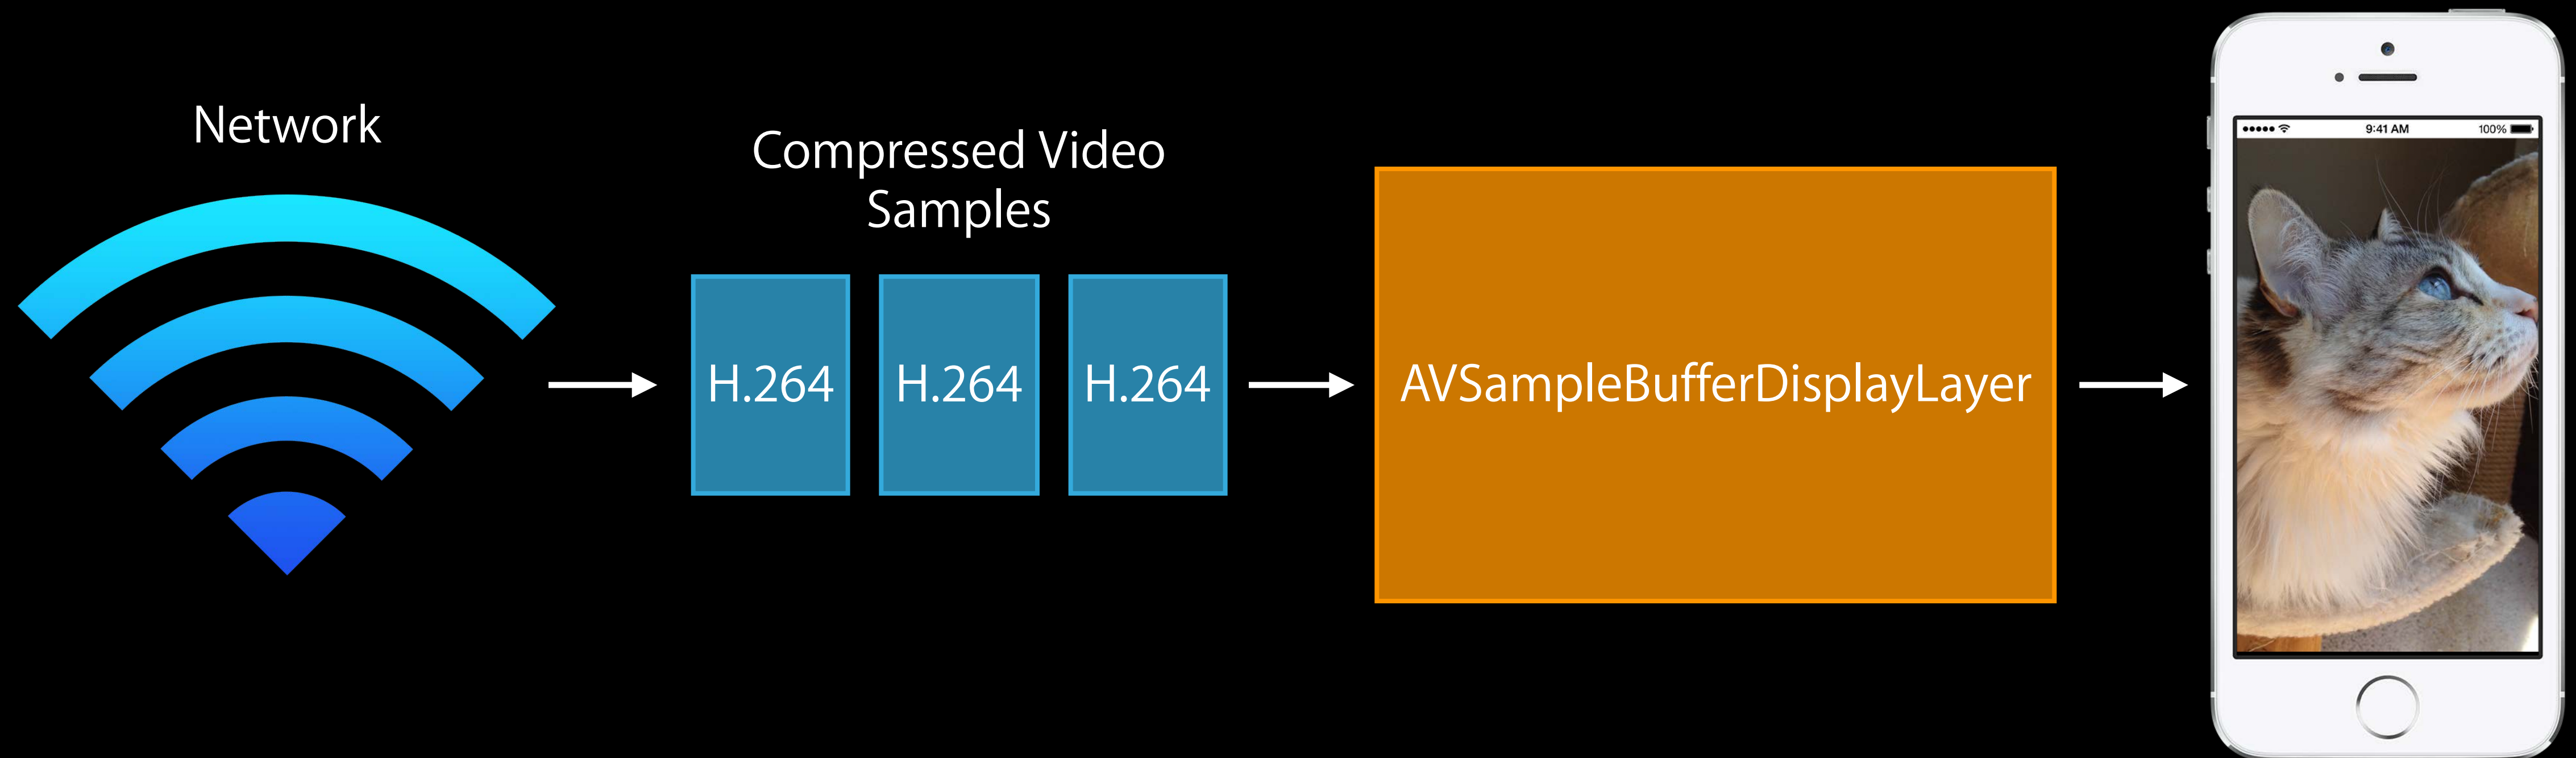 Network
Compressed Video
Samples
H.264
H.264
H.264
AVSampleBufferDisplayLayer
9:41 AM
100%